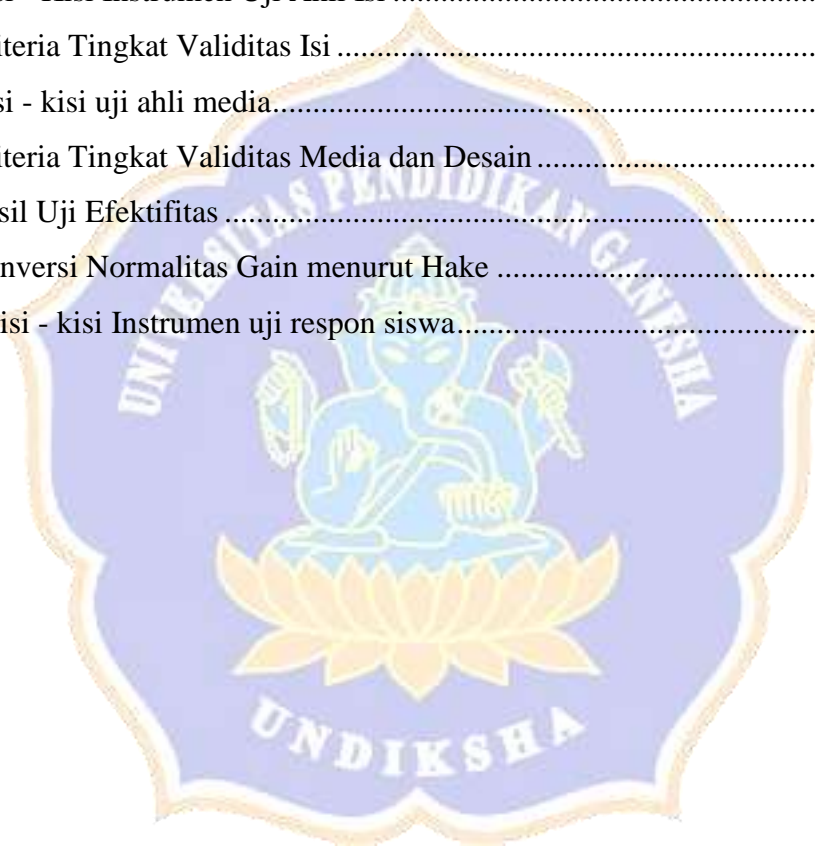 Instrumen Uji Ahli Isi ........................................................
iteria Tingkat Validitas Isi ................................................................
si - kisi uji ahli media.........................................................................
iteria Tingkat Validitas Media dan Desain ....................................
sil Uji Efektifitas ................................................................................
nversi Normalitas Gain menurut Hake ..........................................
isi - kisi Instrumen uji respon siswa................................................
UNIVERSITAS PENDIDIKAN GANESHA
UNDIKSHA